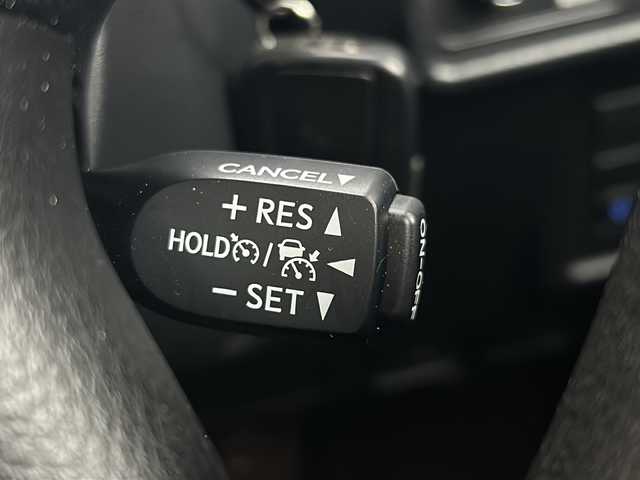 CANCEL▼
+ RES ▲
HOLD / ◀
− SET ▼
ON-OFF